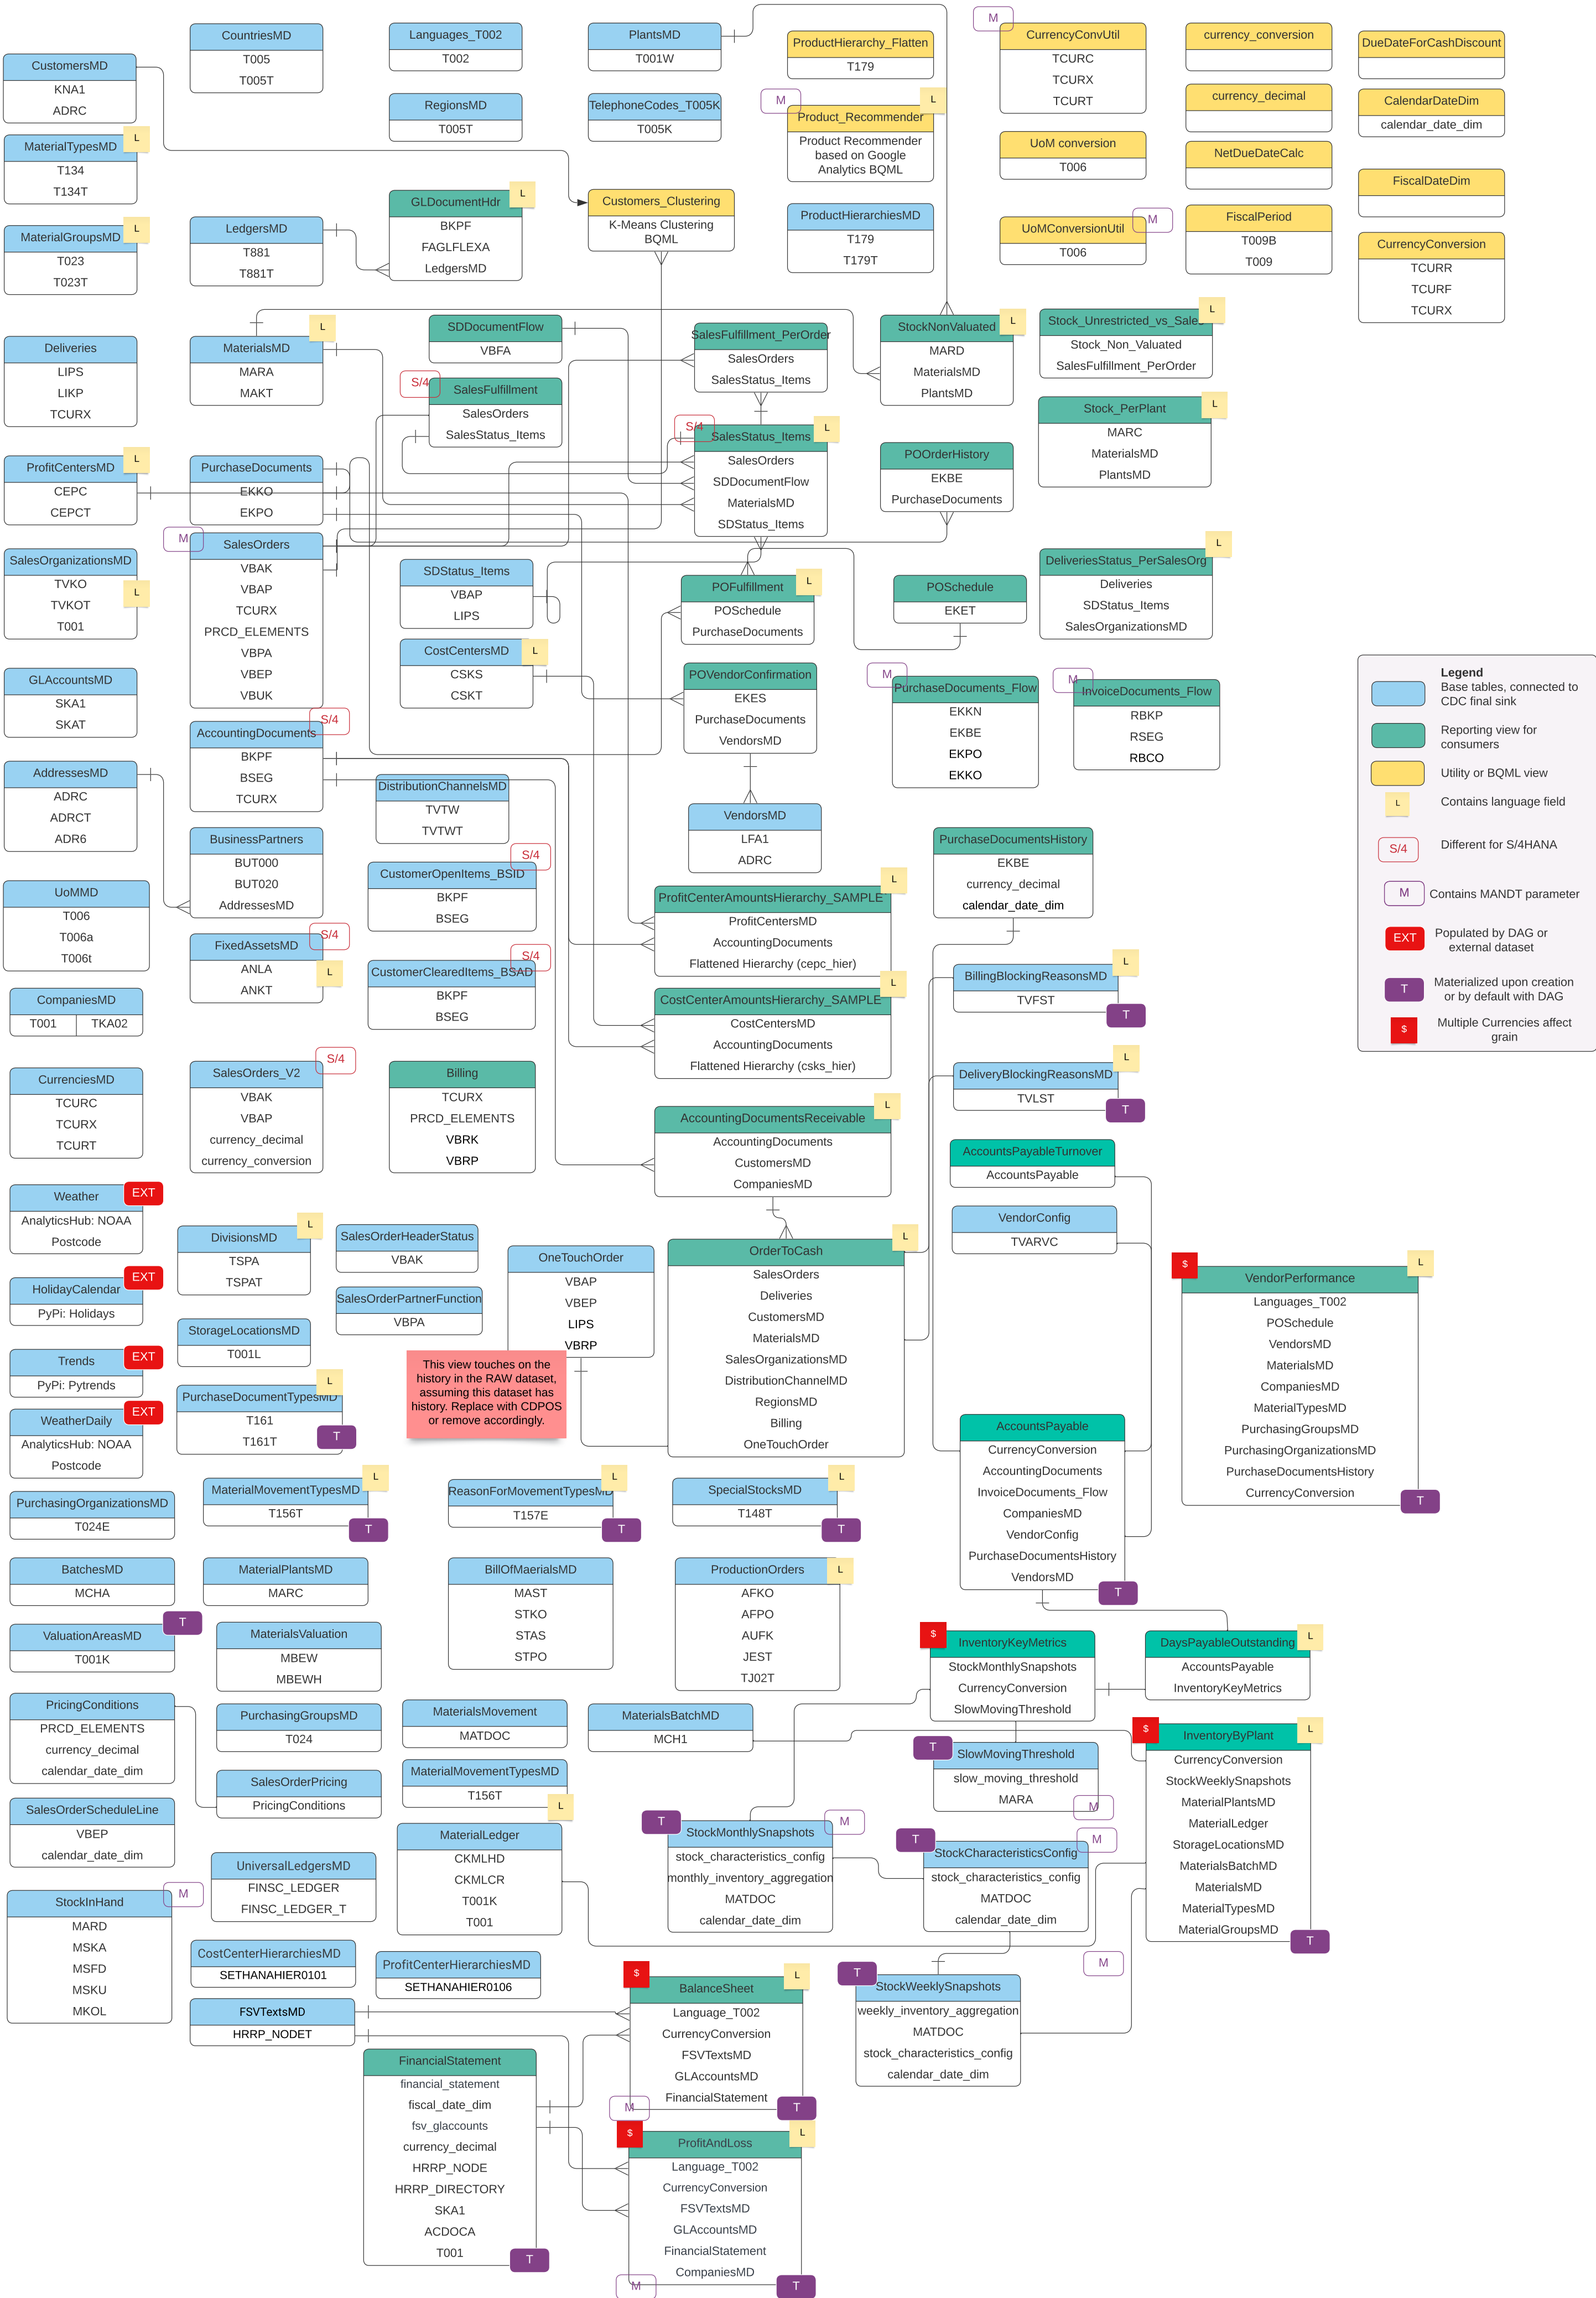 M
CountriesMD
T005
T005T
Languages_T002
T002
PlantsMD
T001W
ProductHierarchy_Flatten
T179
CurrencyConvUtil
TCURC
TCURX
TCURT
currency_conversion
DueDateForCashDiscount
CustomersMD
KNA1
ADRC
RegionsMD
T005T
TelephoneCodes_T005K
T005K
M
L
Product_Recommender
Product Recommender
based on Google
Analytics BQML
currency_decimal
CalendarDateDim
calendar_date_dim
L
MaterialTypesMD
T134
T134T
UoM conversion
T006
NetDueDateCalc
FiscalDateDim
L
GLDocumentHdr
BKPF
FAGLFLEXA
LedgersMD
Customers_Clustering
K-Means Clustering
BQML
ProductHierarchiesMD
T179
T179T
M
UoMConversionUtil
T006
FiscalPeriod
T009B
T009
L
MaterialGroupsMD
T023
T023T
LedgersMD
T881
T881T
CurrencyConversion
TCURR
TCURF
TCURX
Deliveries
LIPS
LIKP
TCURX
L
MaterialsMD
MARA
MAKT
SDDocumentFlow
VBFA
SalesFulfillment_PerOrder
SalesOrders
SalesStatus_Items
L
StockNonValuated
MARD
MaterialsMD
PlantsMD
L
Stock_Unrestricted_vs_Sales
Stock_Non_Valuated
SalesFulfillment_PerOrder
S/4
SalesFulfillment
SalesOrders
SalesStatus_Items
S/4
L
SalesStatus_Items
SalesOrders
SDDocumentFlow
MaterialsMD
SDStatus_Items
L
Stock_PerPlant
MARC
MaterialsMD
PlantsMD
L
ProfitCentersMD
CEPC
CEPCT
PurchaseDocuments
EKKO
EKPO
POOrderHistory
EKBE
PurchaseDocuments
M
SalesOrders
VBAK
VBAP
TCURX
PRCD_ELEMENTS
VBPA
VBEP
VBUK
SalesOrganizationsMD
TVKO
TVKOT
T001
L
SDStatus_Items
VBAP
LIPS
L
POFulfillment
POSchedule
PurchaseDocuments
POSchedule
EKET
L
DeliveriesStatus_PerSalesOrg
Deliveries
SDStatus_Items
SalesOrganizationsMD
L
CostCentersMD
CSKS
CSKT
GLAccountsMD
SKA1
SKAT
POVendorConfirmation
EKES
PurchaseDocuments
VendorsMD
M
PurchaseDocuments_Flow
EKKN
EKBE
EKPO
EKKO
M
InvoiceDocuments_Flow
RBKP
RSEG
RBCO
Legend
Base tables, connected to
CDC final sink
Reporting view for
consumers
Utility or BQML view
L
Contains language field
S/4
Different for S/4HANA
M
Contains MANDT parameter
EXT
Populated by DAG or
external dataset
T
Materialized upon creation
or by default with DAG
$
Multiple Currencies affect
grain
S/4
AccountingDocuments
BKPF
BSEG
TCURX
AddressesMD
ADRC
ADRCT
ADR6
DistributionChannelsMD
TVTW
TVTWT
VendorsMD
LFA1
ADRC
BusinessPartners
BUT000
BUT020
AddressesMD
S/4
CustomerOpenItems_BSID
BKPF
BSEG
PurchaseDocumentsHistory
EKBE
currency_decimal
calendar_date_dim
UoMMD
T006
T006a
T006t
L
ProfitCenterAmountsHierarchy_SAMPLE
ProfitCentersMD
AccountingDocuments
Flattened Hierarchy (cepc_hier)
S/4
FixedAssetsMD
ANLA
ANKT
L
S/4
CustomerClearedItems_BSAD
BKPF
BSEG
L
BillingBlockingReasonsMD
TVFST
T
CompaniesMD
T001
TKA02
L
CostCenterAmountsHierarchy_SAMPLE
CostCentersMD
AccountingDocuments
Flattened Hierarchy (csks_hier)
CurrenciesMD
TCURC
TCURX
TCURT
S/4
SalesOrders_V2
VBAK
VBAP
currency_decimal
currency_conversion
Billing
TCURX
PRCD_ELEMENTS
VBRK
VBRP
L
DeliveryBlockingReasonsMD
TVLST
T
L
AccountingDocumentsReceivable
AccountingDocuments
CustomersMD
CompaniesMD
AccountsPayableTurnover
AccountsPayable
EXT
Weather
AnalyticsHub: NOAA
Postcode
L
DivisionsMD
TSPA
TSPAT
SalesOrderHeaderStatus
VBAK
OneTouchOrder
VBAP
VBEP
LIPS
VBRP
L
OrderToCash
SalesOrders
Deliveries
CustomersMD
MaterialsMD
SalesOrganizationsMD
DistributionChannelMD
RegionsMD
Billing
OneTouchOrder
VendorConfig
TVARVC
$
L
VendorPerformance
Languages_T002
POSchedule
VendorsMD
MaterialsMD
CompaniesMD
MaterialTypesMD
PurchasingGroupsMD
PurchasingOrganizationsMD
PurchaseDocumentsHistory
CurrencyConversion
T
EXT
HolidayCalendar
PyPi: Holidays
SalesOrderPartnerFunction
VBPA
StorageLocationsMD
T001L
EXT
Trends
PyPi: Pytrends
This view touches on the
history in the RAW dataset,
assuming this dataset has
history. Replace with CDPOS
or remove accordingly.
L
PurchaseDocumentTypesMD
T161
T161T
T
EXT
WeatherDaily
AnalyticsHub: NOAA
Postcode
AccountsPayable
CurrencyConversion
AccountingDocuments
InvoiceDocuments_Flow
CompaniesMD
VendorConfig
PurchaseDocumentsHistory
VendorsMD
T
PurchasingOrganizationsMD
T024E
L
MaterialMovementTypesMD
T156T
T
L
ReasonForMovementTypesMD
T157E
T
L
SpecialStocksMD
T148T
T
BatchesMD
MCHA
MaterialPlantsMD
MARC
BillOfMaerialsMD
MAST
STKO
STAS
STPO
L
ProductionOrders
AFKO
AFPO
AUFK
JEST
TJ02T
T
ValuationAreasMD
T001K
MaterialsValuation
MBEW
MBEWH
$
InventoryKeyMetrics
StockMonthlySnapshots
CurrencyConversion
SlowMovingThreshold
L
DaysPayableOutstanding
AccountsPayable
InventoryKeyMetrics
PricingConditions
PRCD_ELEMENTS
currency_decimal
calendar_date_dim
PurchasingGroupsMD
T024
MaterialsMovement
MATDOC
MaterialsBatchMD
MCH1
$
L
InventoryByPlant
CurrencyConversion
StockWeeklySnapshots
MaterialPlantsMD
MaterialLedger
StorageLocationsMD
MaterialsBatchMD
MaterialsMD
MaterialTypesMD
MaterialGroupsMD
T
T
SlowMovingThreshold
slow_moving_threshold
MARA
M
SalesOrderPricing
PricingConditions
MaterialMovementTypesMD
T156T
L
SalesOrderScheduleLine
VBEP
calendar_date_dim
T
M
StockMonthlySnapshots
stock_characteristics_config
monthly_inventory_aggregation
MATDOC
calendar_date_dim
T
M
StockCharacteristicsConfig
stock_characteristics_config
MATDOC
calendar_date_dim
MaterialLedger
CKMLHD
CKMLCR
T001K
T001
UniversalLedgersMD
FINSC_LEDGER
FINSC_LEDGER_T
M
StockInHand
MARD
MSKA
MSFD
MSKU
MKOL
CostCenterHierarchiesMD
SETHANAHIER0101
ProfitCenterHierarchiesMD
SETHANAHIER0106
M
T
StockWeeklySnapshots
weekly_inventory_aggregation
MATDOC
stock_characteristics_config
calendar_date_dim
$
L
BalanceSheet
Language_T002
CurrencyConversion
FSVTextsMD
GLAccountsMD
FinancialStatement
M
T
FSVTextsMD
HRRP_NODET
FinancialStatement
financial_statement
fiscal_date_dim
fsv_glaccounts
currency_decimal
HRRP_NODE
HRRP_DIRECTORY
SKA1
ACDOCA
T001
T
$
L
ProfitAndLoss
Language_T002
CurrencyConversion
FSVTextsMD
GLAccountsMD
FinancialStatement
CompaniesMD
M
T